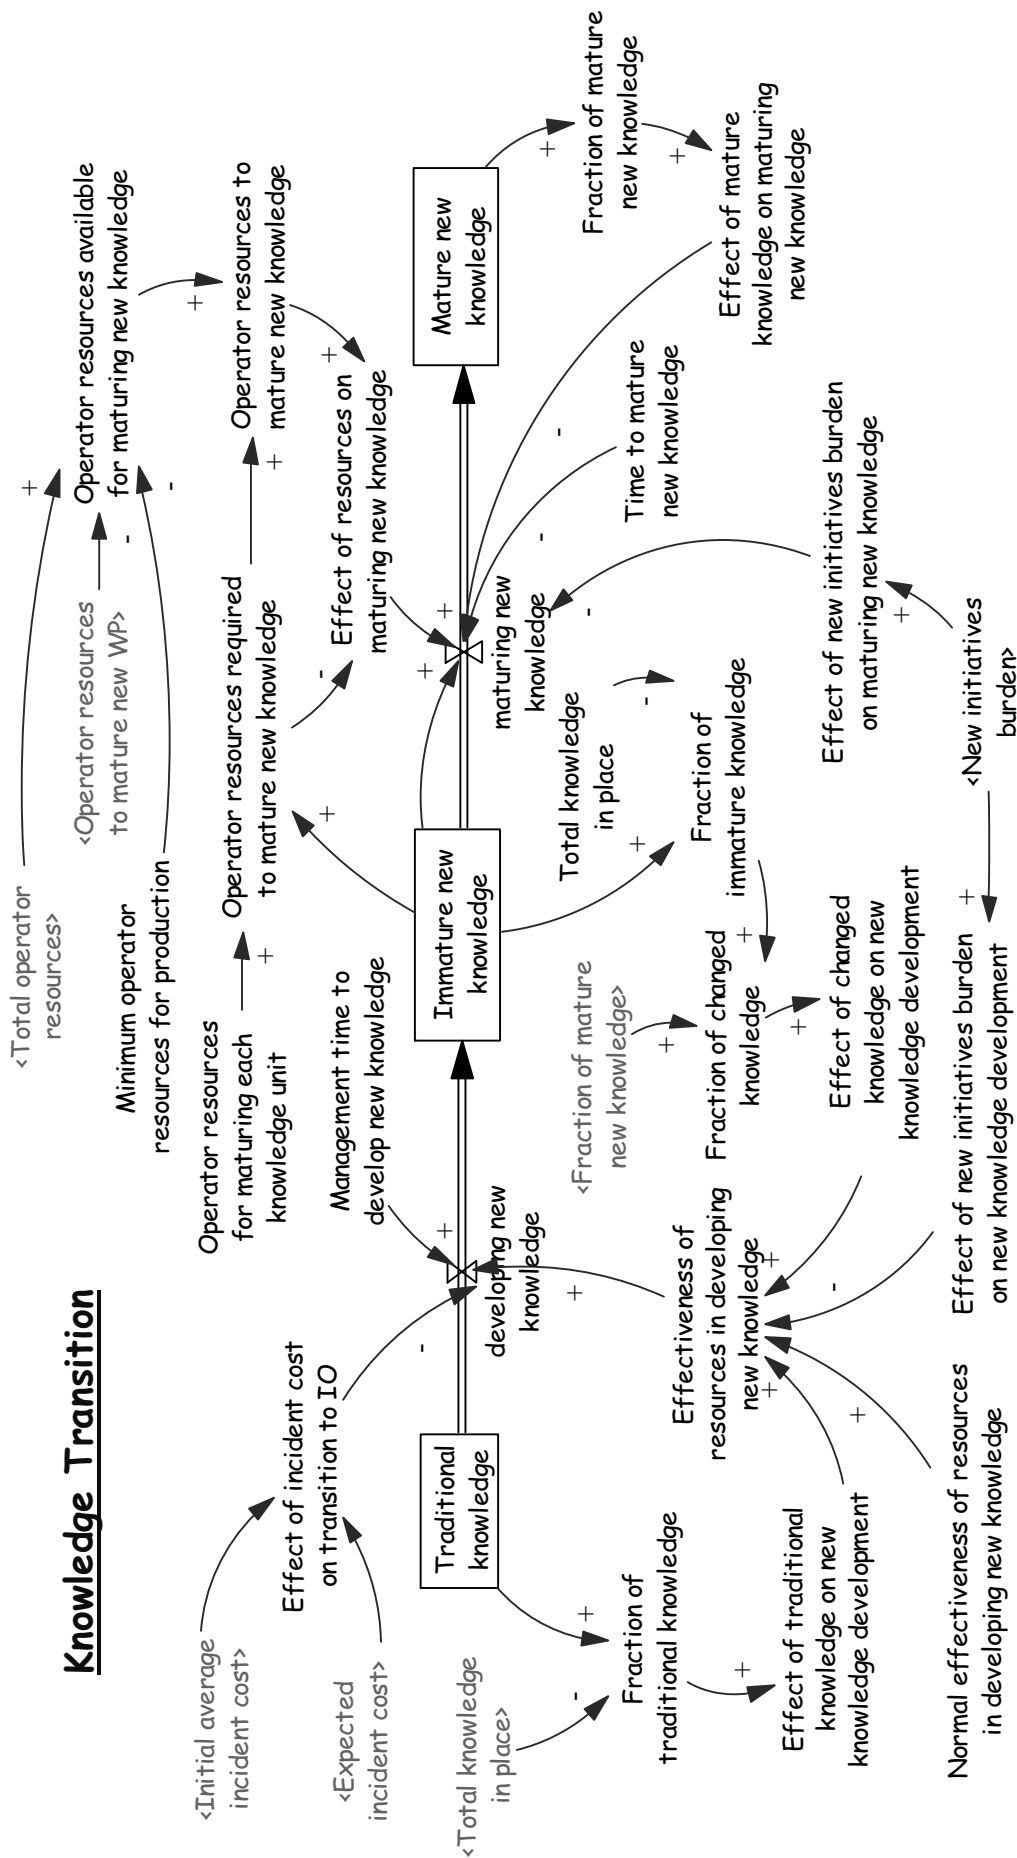 Knowledge Transition
<Total operator
resources>
Operator resources available
for maturing new knowledge
<Operator resources
to mature new WP>
Minimum operator
resources for production
Operator resources
for maturing each
knowledge unit
Operator resources required
to mature new knowledge
Operator resources to
mature new knowledge
<Initial average
incident cost>
Effect of incident cost
on transition to IO
<Expected
incident cost>
Management time to
develop new knowledge
Effect of resources on
maturing new knowledge
Traditional
knowledge
developing new
knowledge
Immature new
knowledge
maturing new
knowledge
Mature new
knowledge
<Total knowledge
in place>
Fraction of
traditional knowledge
Effect of traditional
knowledge on new
knowledge development
Normal effectiveness of resources
in developing new knowledge
Effectiveness of
resources in developing
new knowledge
<Fraction of mature
new knowledge>
Fraction of changed
knowledge
Effect of changed
knowledge on new
knowledge development
Effect of new initiatives burden
on new knowledge development
Total knowledge
in place
Fraction of
immature knowledge
Time to mature
new knowledge
Fraction of mature
new knowledge
Effect of mature
knowledge on maturing
new knowledge
Effect of new initiatives burden
on maturing new knowledge
<New initiatives
burden>
+
-
-
+
+
+
+
-
+
-
+
+
+
+
-
-
-
+
+
+
-
+
+
+
-
+
+
+
-
+
+
+
-
+
+